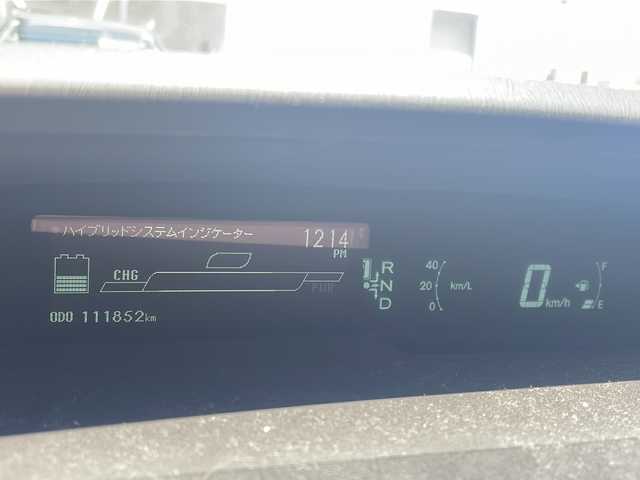 ハイブリッドシステムインジケーター 1214
PM
CHG
PWR
ODO 111852km
R
N
D
40
20
0
km/L
0 km/h
F
E